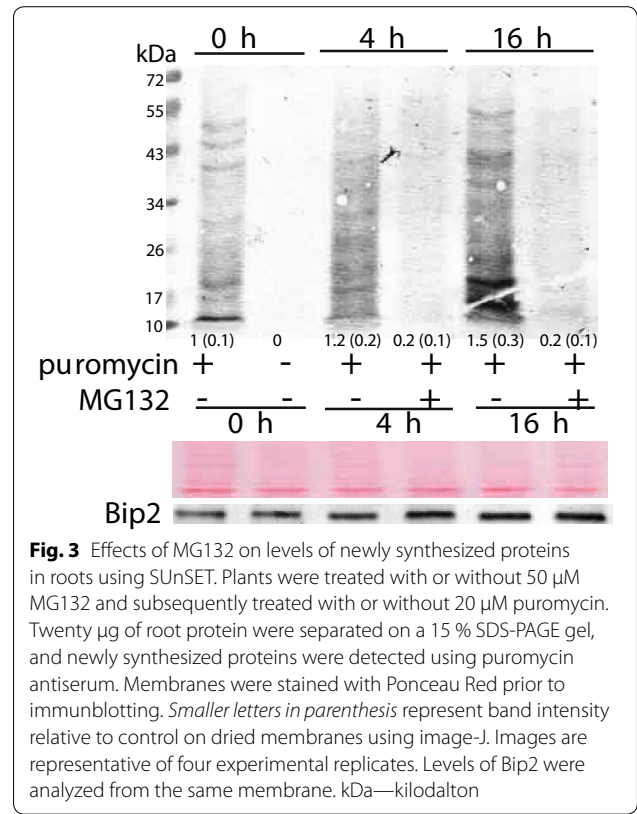 0 h 4 h 16 h
kDa
72
55
43
34
26
17
10
1 (0.1) 0 1.2 (0.2) 0.2 (0.1) 1.5 (0.3) 0.2 (0.1)
puromycin + - + + + +
MG132 - - - + - +
0 h 4 h 16 h
Bip2
Fig. 3 Effects of MG132 on levels of newly synthesized proteins
in roots using SUnSET. Plants were treated with or without 50 µM
MG132 and subsequently treated with or without 20 µM puromycin.
Twenty µg of root protein were separated on a 15 % SDS-PAGE gel,
and newly synthesized proteins were detected using puromycin
antiserum. Membranes were stained with Ponceau Red prior to
immunblotting. Smaller letters in parenthesis represent band intensity
relative to control on dried membranes using image-J. Images are
representative of four experimental replicates. Levels of Bip2 were
analyzed from the same membrane. kDa—kilodalton